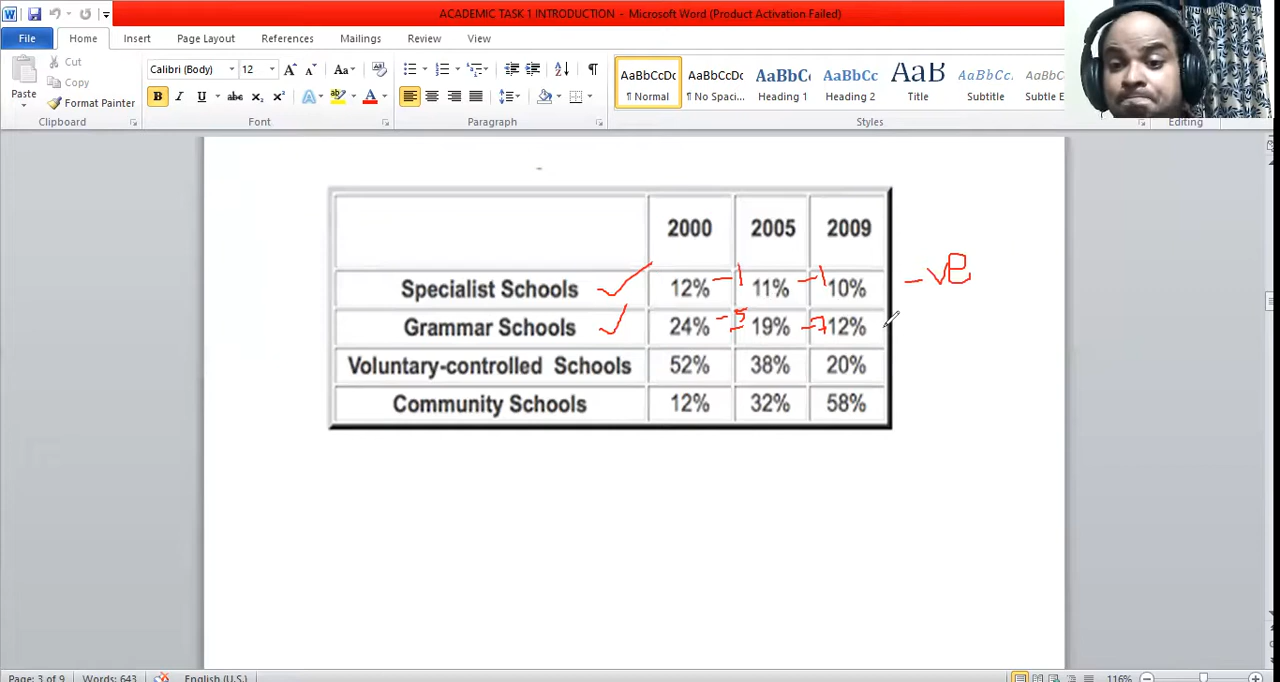 ACADEMIC TASK 1 INTRODUCTION - Microsoft Word (Product Activation Failed)
File Home Insert Page Layout References Mailings Review View
Paste
Cut
Copy
Format Painter
Clipboard
Calibri (Body) 12
Font
Paragraph
AaBbCcDc AaBbCcDc AaBbC AaBbCc AaB AaBbCc. AaBbCc
¶ Normal ¶ No Spaci... Heading 1 Heading 2 Title Subtitle Subtle E
Styles
Editing
2000 2005 2009
Specialist Schools 12% -1 11% -1 10% -ve
Grammar Schools 24% -5 19% -7 12%
Voluntary-controlled Schools 52% 38% 20%
Community Schools 12% 32% 58%
Page: 3 of 9 Words: 643 English (U.S.) 116%